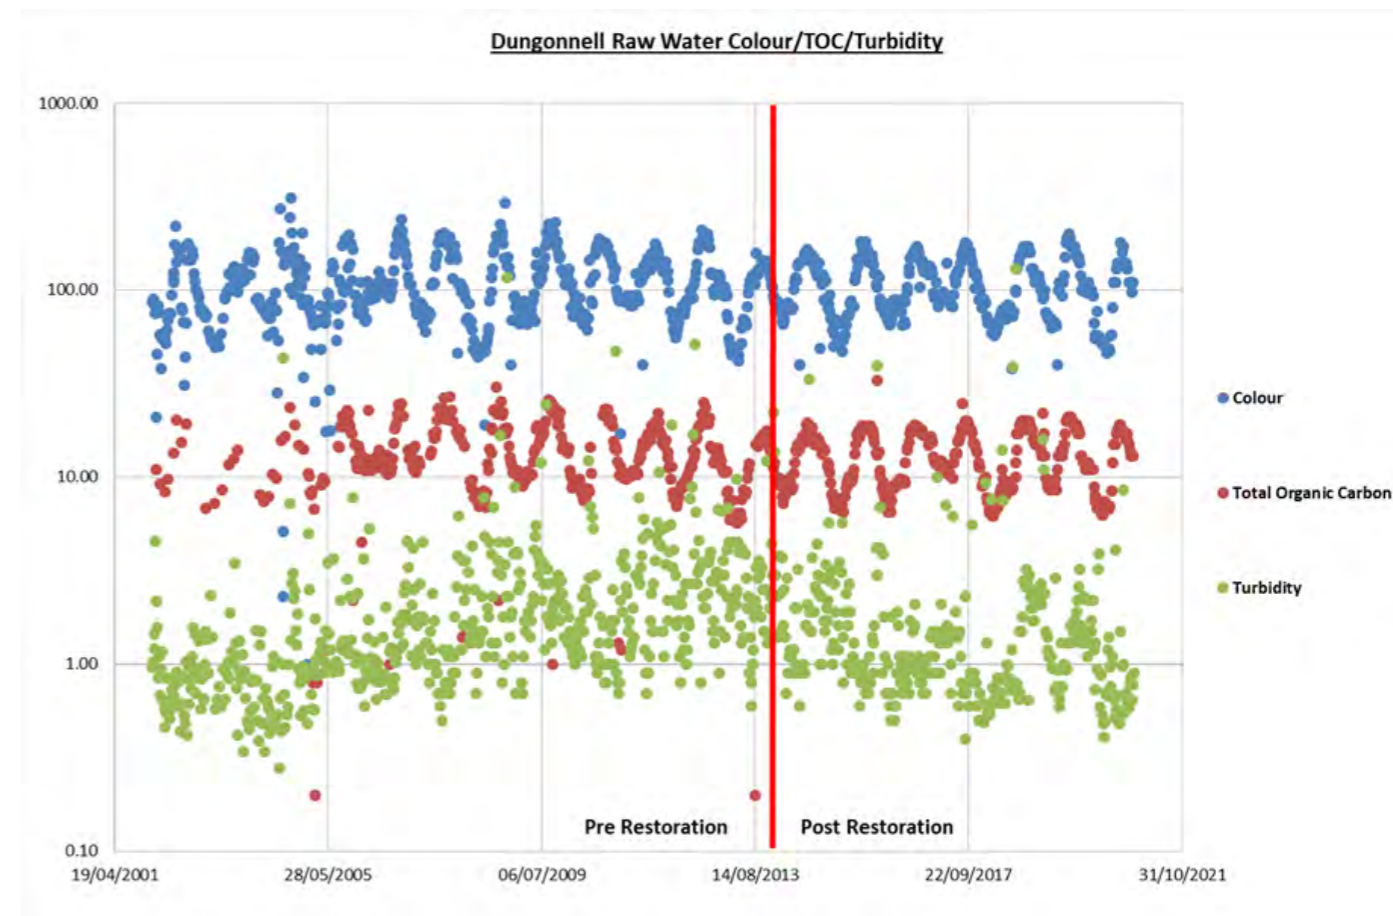 Dungonnell Raw Water Colour/TOC/Turbidity
1000.00
100.00
10.00
1.00
0.10
Pre Restoration
Post Restoration
19/04/2001
28/05/2005
06/07/2009
14/08/2013
22/09/2017
31/10/2021
Colour
Total Organic Carbon
Turbidity